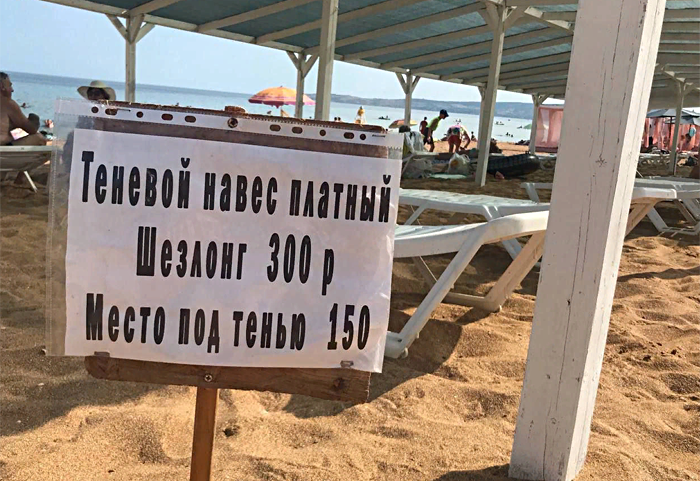 Теневой навес платный
Шезлонг 300 р
Место под тенью 150